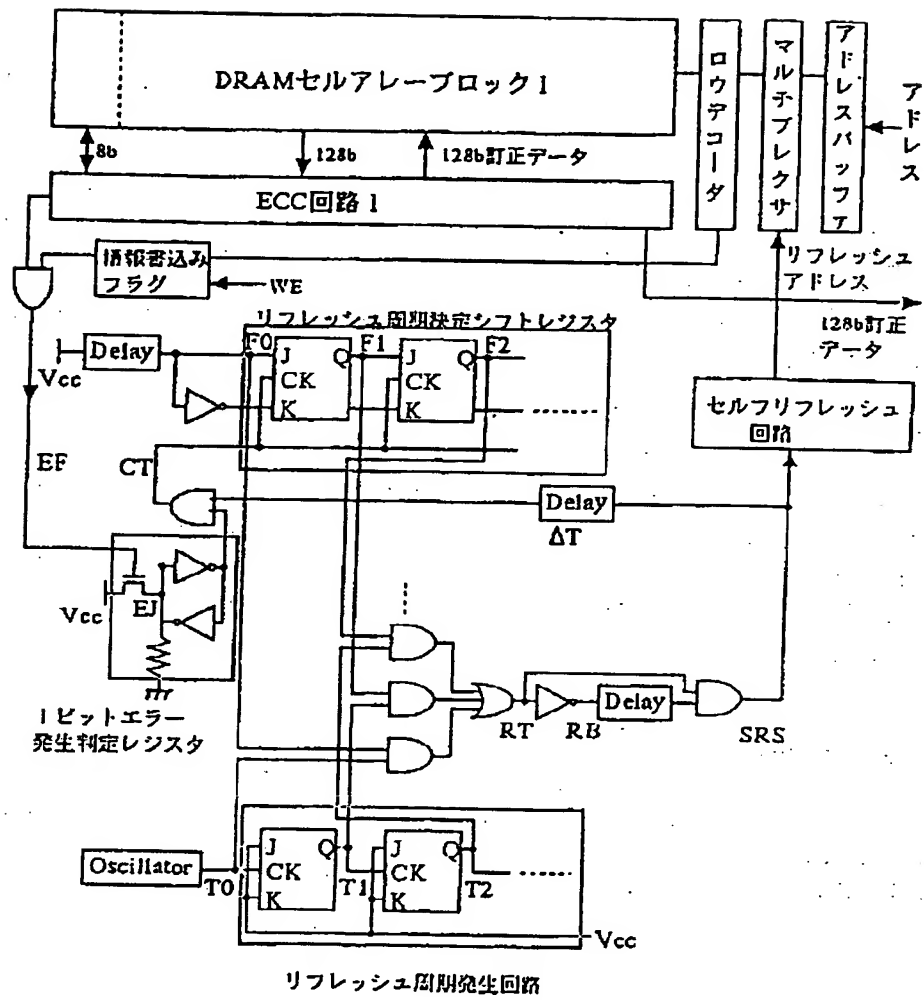 DRAMセルアレーブロック1
ロウデコーダ
マルチプレクサ
アドレスバッファ
アドレス
8b
128b
128b訂正データ
ECC回路1
情報書込み
フラグ
WE
リフレッシュ
アドレス
128b訂正
データ
リフレッシュ周期決定シフトレジスタ
Vcc
Delay
F0
J
Q
CK
K
F1
J
Q
CK
K
F2
セルフリフレッシュ
回路
EF
CT
Delay
ΔT
Vcc
EJ
1ビットエラー
発生判定レジスタ
RT
RB
Delay
SRS
Oscillator
T0
J
Q
CK
K
T1
J
Q
CK
K
T2
Vcc
リフレッシュ周期発生回路